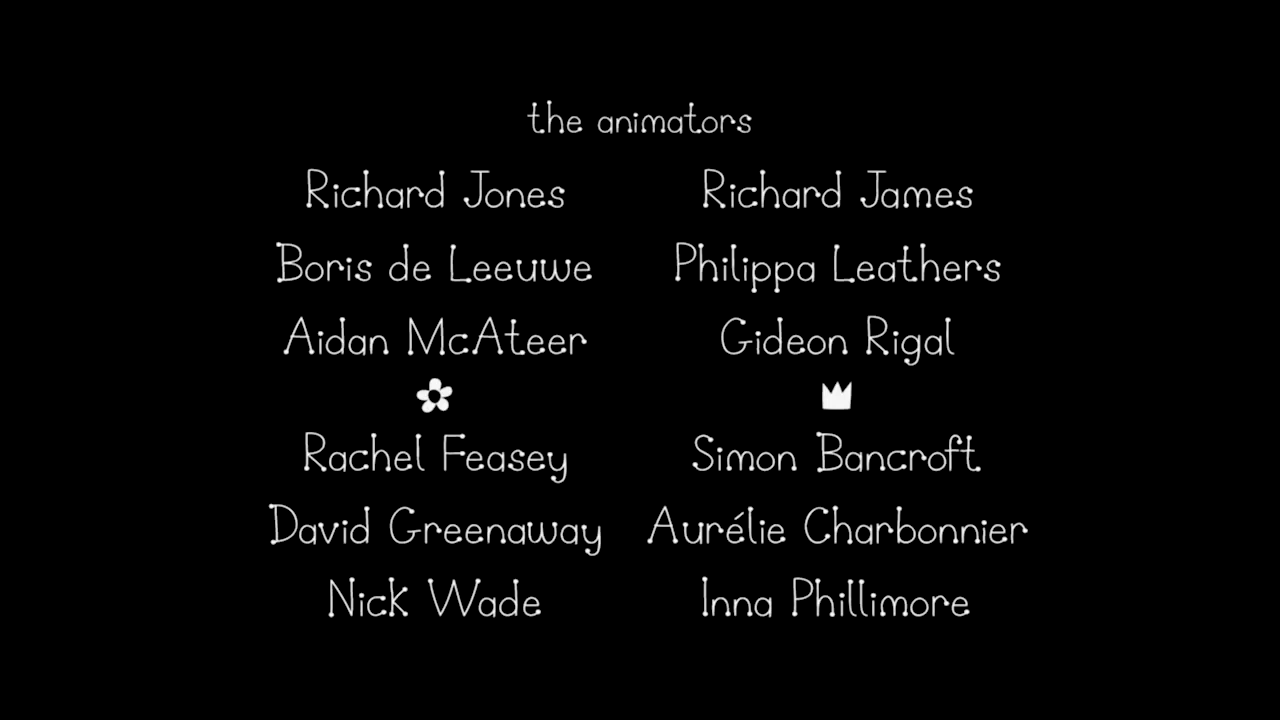 the animators
Richard Jones Richard James
Boris de Leeuwe Philippa Leathers
Aidan McAteer Gideon Rigal
Rachel Feasey Simon Bancroft
David Greenaway Aurélie Charbonnier
Nick Wade Inna Phillimore